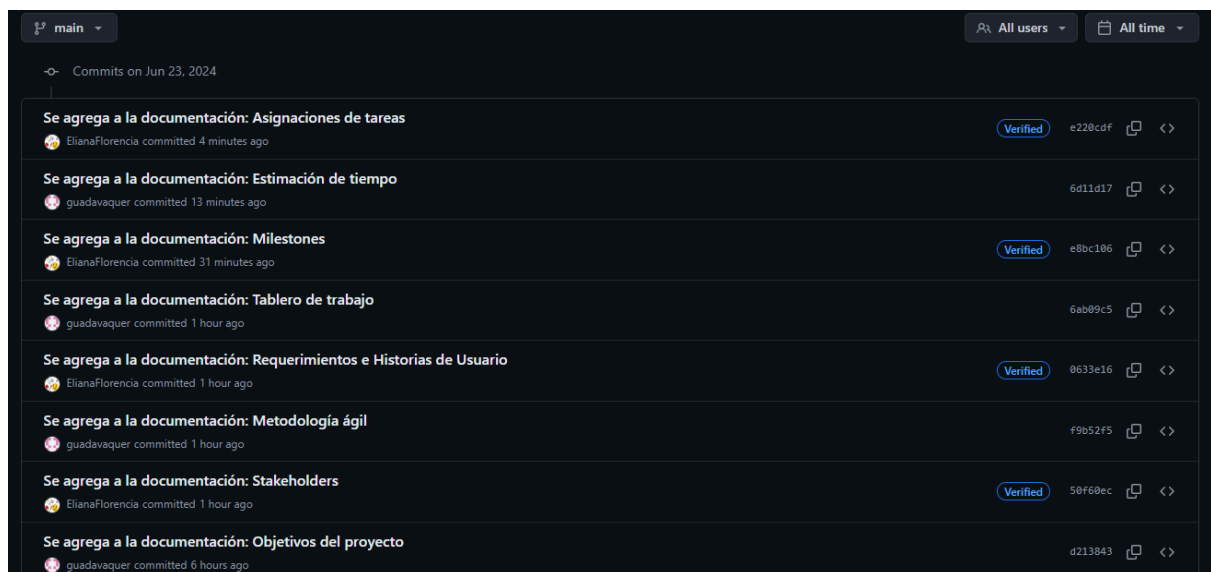 main
All users
All time
Commits on Jun 23, 2024
Se agrega a la documentación: Asignaciones de tareas
ElianaFlorencia committed 4 minutes ago
Verified
e220cdf
Se agrega a la documentación: Estimación de tiempo
guadavaquer committed 13 minutes ago
6d11d17
Se agrega a la documentación: Milestones
ElianaFlorencia committed 31 minutes ago
Verified
e8bc106
Se agrega a la documentación: Tablero de trabajo
guadavaquer committed 1 hour ago
6ab09c5
Se agrega a la documentación: Requerimientos e Historias de Usuario
ElianaFlorencia committed 1 hour ago
Verified
0633e16
Se agrega a la documentación: Metodología ágil
guadavaquer committed 1 hour ago
f9b52f5
Se agrega a la documentación: Stakeholders
ElianaFlorencia committed 1 hour ago
Verified
50f60ec
Se agrega a la documentación: Objetivos del proyecto
guadavaquer committed 6 hours ago
d213843